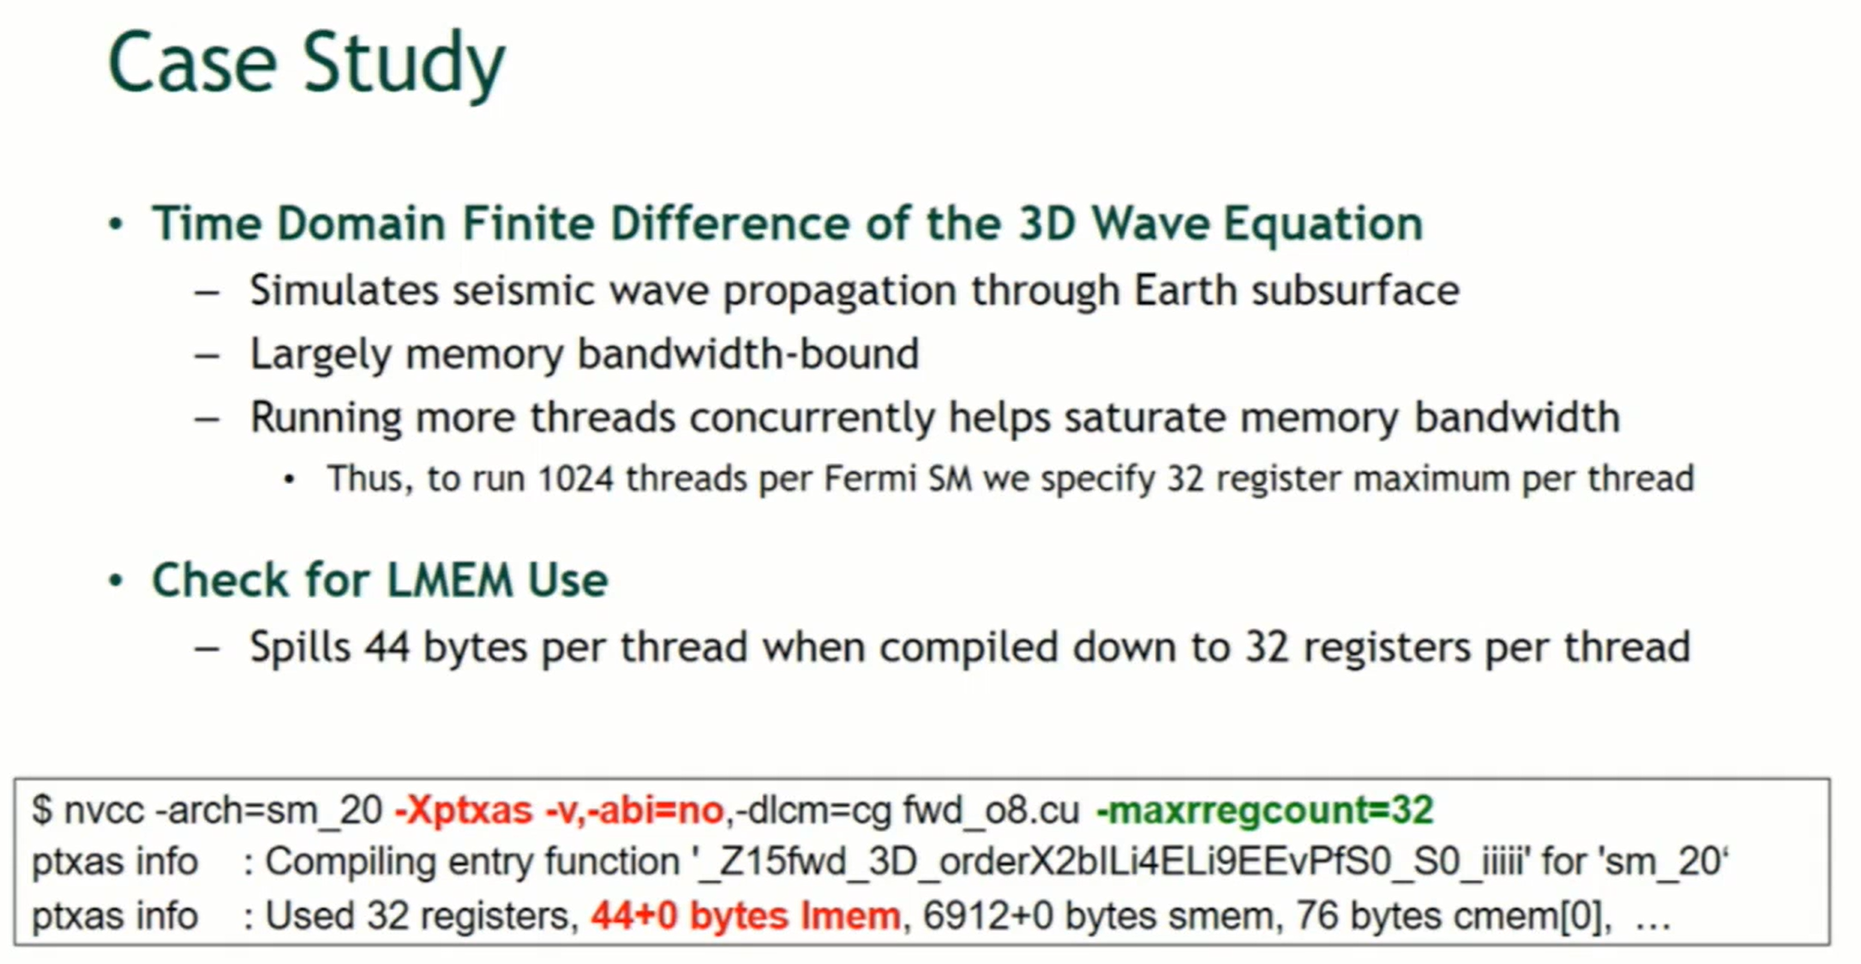 Case Study
• Time Domain Finite Difference of the 3D Wave Equation
– Simulates seismic wave propagation through Earth subsurface
– Largely memory bandwidth-bound
– Running more threads concurrently helps saturate memory bandwidth
• Thus, to run 1024 threads per Fermi SM we specify 32 register maximum per thread
• Check for LMEM Use
– Spills 44 bytes per thread when compiled down to 32 registers per thread
$ nvcc -arch=sm_20 -Xptxas -v,-abi=no,-dlcm=cg fwd_o8.cu -maxrregcount=32
ptxas info : Compiling entry function '_Z15fwd_3D_orderX2bILi4ELi9EEvPfS0_S0_iiiii' for 'sm_20‘
ptxas info : Used 32 registers, 44+0 bytes lmem, 6912+0 bytes smem, 76 bytes cmem[0], …